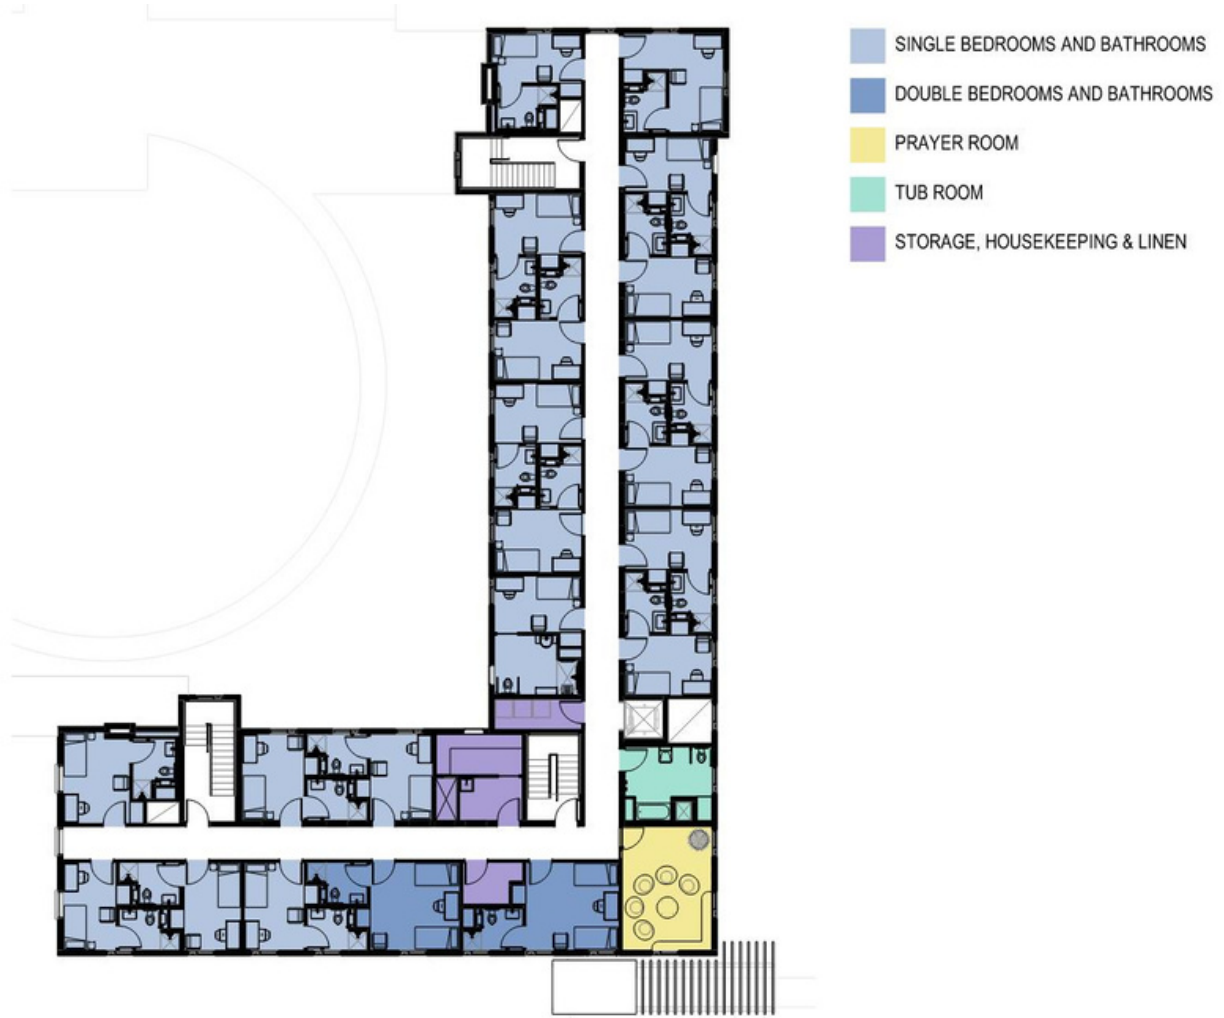 SINGLE BEDROOMS AND BATHROOMS
DOUBLE BEDROOMS AND BATHROOMS
PRAYER ROOM
TUB ROOM
STORAGE, HOUSEKEEPING & LINEN